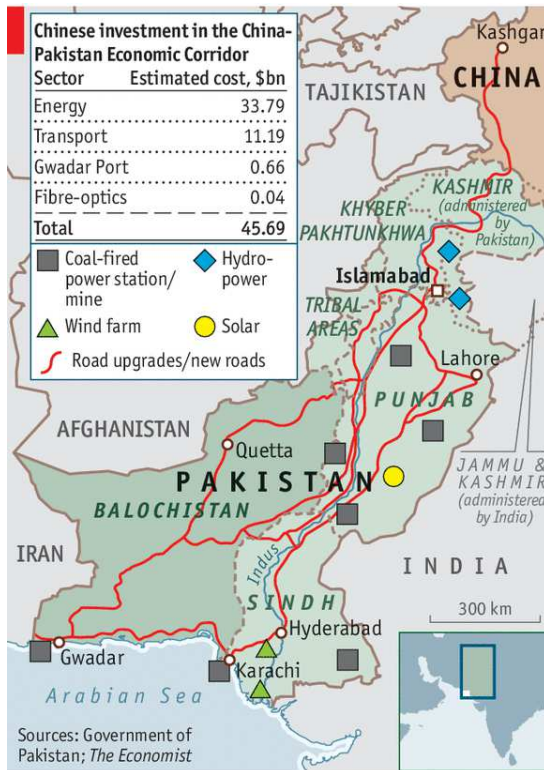 Chinese investment in the China-
Pakistan Economic Corridor
Sector Estimated cost, $bn
Energy 33.79
Transport 11.19
Gwadar Port 0.66
Fibre-optics 0.04
Total 45.69
Coal-fired
power station/
mine
Hydro-
power
Wind farm
Solar
Road upgrades/new roads
Kashgar
CHINA
TAJIKISTAN
KASHMIR
(administered
by
Pakistan)
KHYBER
PAKHTUNKHWA
Islamabad
TRIBAL
AREAS
Lahore
PUNJAB
AFGHANISTAN
Quetta
PAKISTAN
BALOCHISTAN
JAMMU &
KASHMIR
(administered
by India)
IRAN
Indus
INDIA
SINDH
300 km
Hyderabad
Gwadar
Karachi
Arabian Sea
Sources: Government of
Pakistan; The Economist